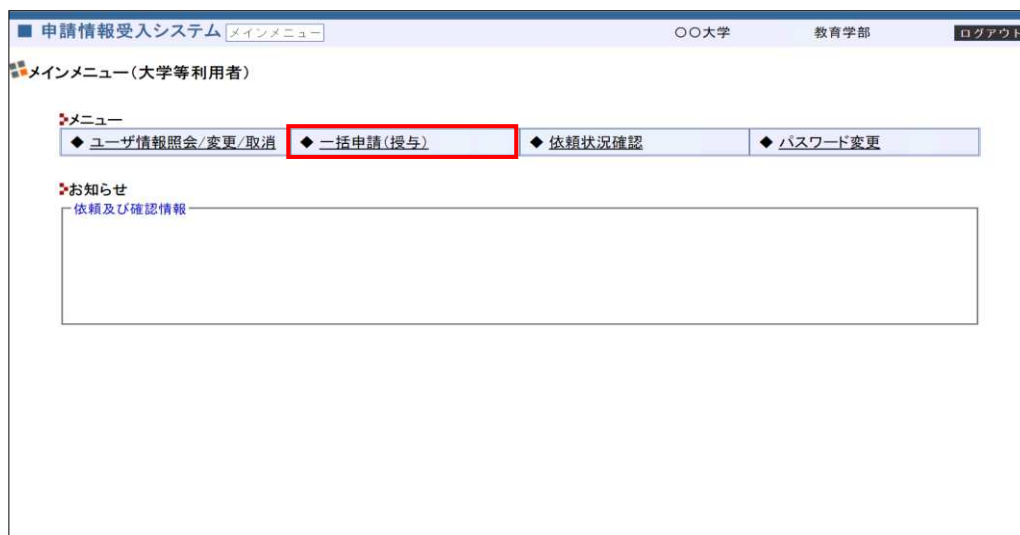 ■ 申請情報受入システム メインメニュー 〇〇大学 教育学部 ログアウト
メインメニュー(大学等利用者)
メニュー
◆ ユーザ情報照会/変更/取消 ◆ 一括申請(授与) ◆ 依頼状況確認 ◆ パスワード変更
お知らせ
依頼及び確認情報